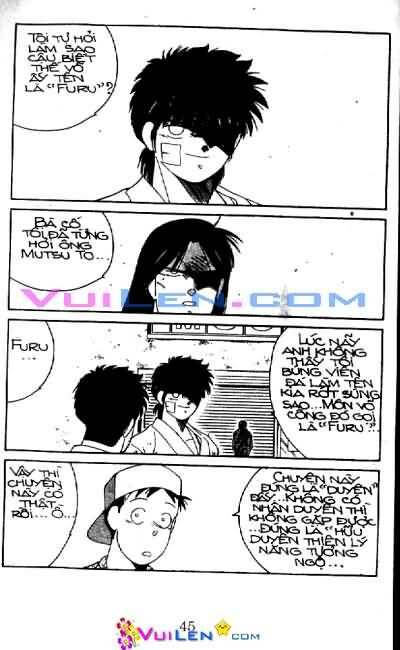 TÔI TỰ HỎI
LÀM SAO
CẬU BIẾT
THẾ VÕ
ẤY TÊN
LÀ "FURU"?
BÀ CỐ
TÔI ĐÃ TỪNG
HỎI ÔNG
MUTSU TO...
VUILEN.COM
FURU
...
LÚC NÃY
ANH KHÔNG
THẤY TÔI
BÚNG VIÊN
ĐÁ LÀM TÊN
KIA RỚT SÚNG
SAO...MÔN VÕ
CÔNG ĐÓ GỌI
LÀ "FURU"...
VẬY THÌ
CHUYỆN
NÀY CÓ
THẬT
RỒI... Ồ...
CHUYỆN NÀY
ĐÚNG LÀ "DUYÊN"
ĐÂY...KHÔNG CÓ
NHÂN DUYÊN THÌ
KHÔNG GẶP ĐƯỢC
...ĐÚNG LÀ "HỮU
DUYÊN THIÊN LÝ
NĂNG TƯƠNG
NGỘ...
45
VUILEN.COM